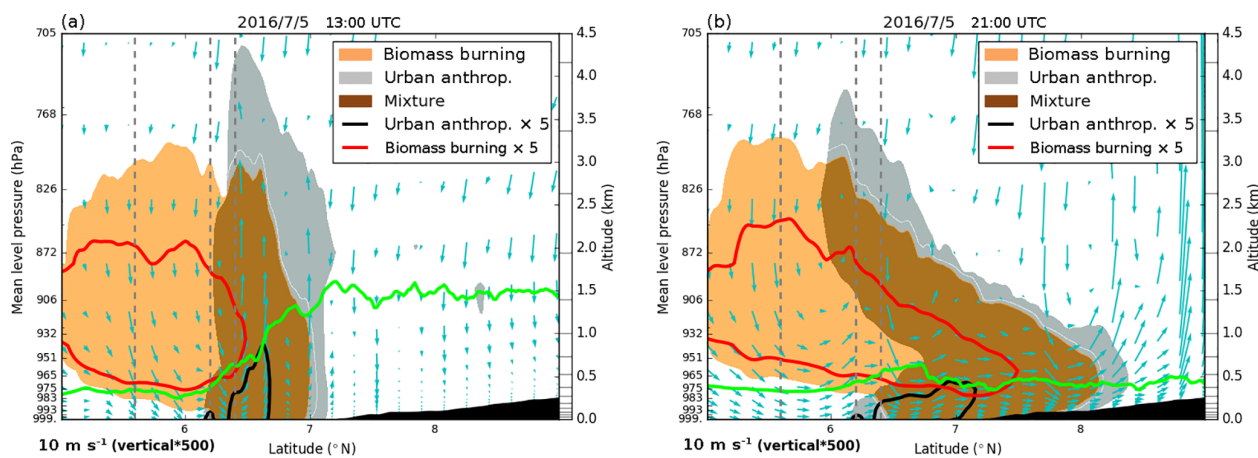 (a)
2016/7/5 13:00 UTC
705
768
826
872
906
932
951
965
975
983
993
999.
Mean level pressure (hPa)
Biomass burning
Urban anthrop.
Mixture
Urban anthrop. × 5
Biomass burning × 5
4.5
4.0
3.5
3.0
2.5
2.0
1.5
1.0
0.5
0.0
Altitude (km)
6 7 8
Latitude (°N)
10 m s⁻¹ (vertical*500)
(b)
2016/7/5 21:00 UTC
705
768
826
872
906
932
951
965
975
983
993
999.
Mean level pressure (hPa)
Biomass burning
Urban anthrop.
Mixture
Urban anthrop. × 5
Biomass burning × 5
4.5
4.0
3.5
3.0
2.5
2.0
1.5
1.0
0.5
0.0
Altitude (km)
6 7 8
Latitude (°N)
10 m s⁻¹ (vertical*500)